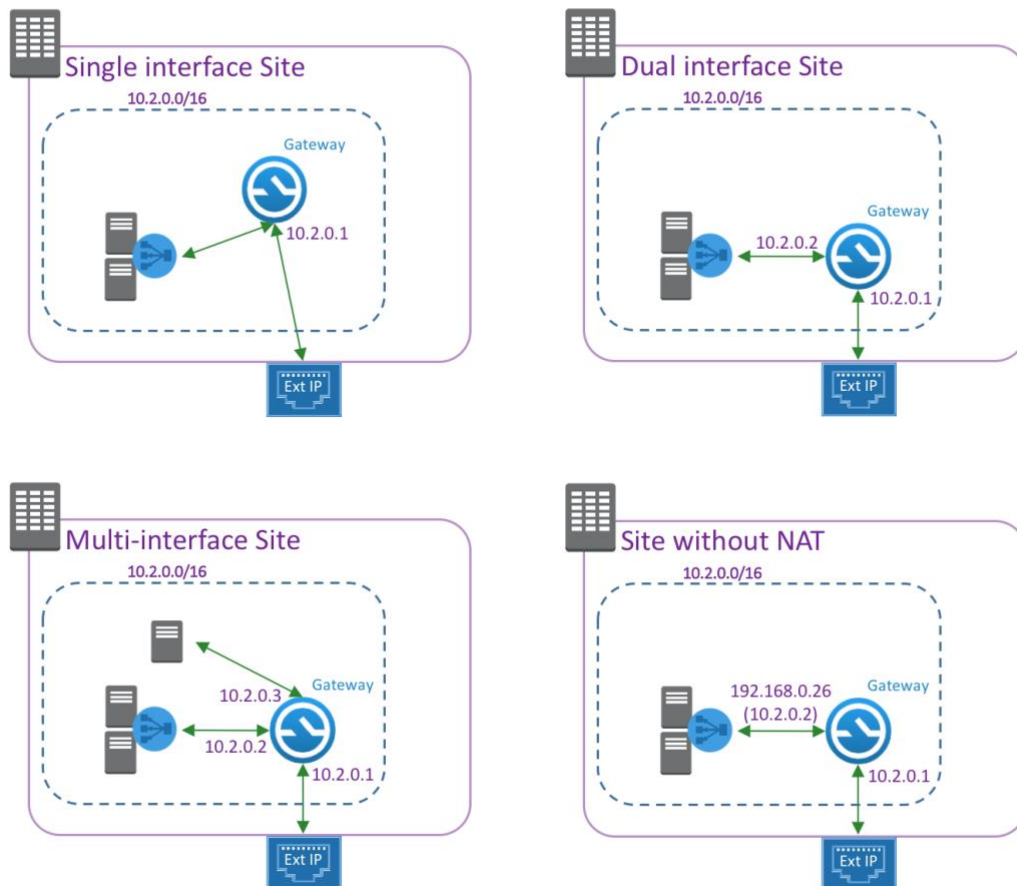 Single interface Site
10.2.0.0/16
Gateway
10.2.0.1
Ext IP
Dual interface Site
10.2.0.0/16
Gateway
10.2.0.2
10.2.0.1
Ext IP
Multi-interface Site
10.2.0.0/16
10.2.0.3
Gateway
10.2.0.2
10.2.0.1
Ext IP
Site without NAT
10.2.0.0/16
192.168.0.26
Gateway
(10.2.0.2)
10.2.0.1
Ext IP